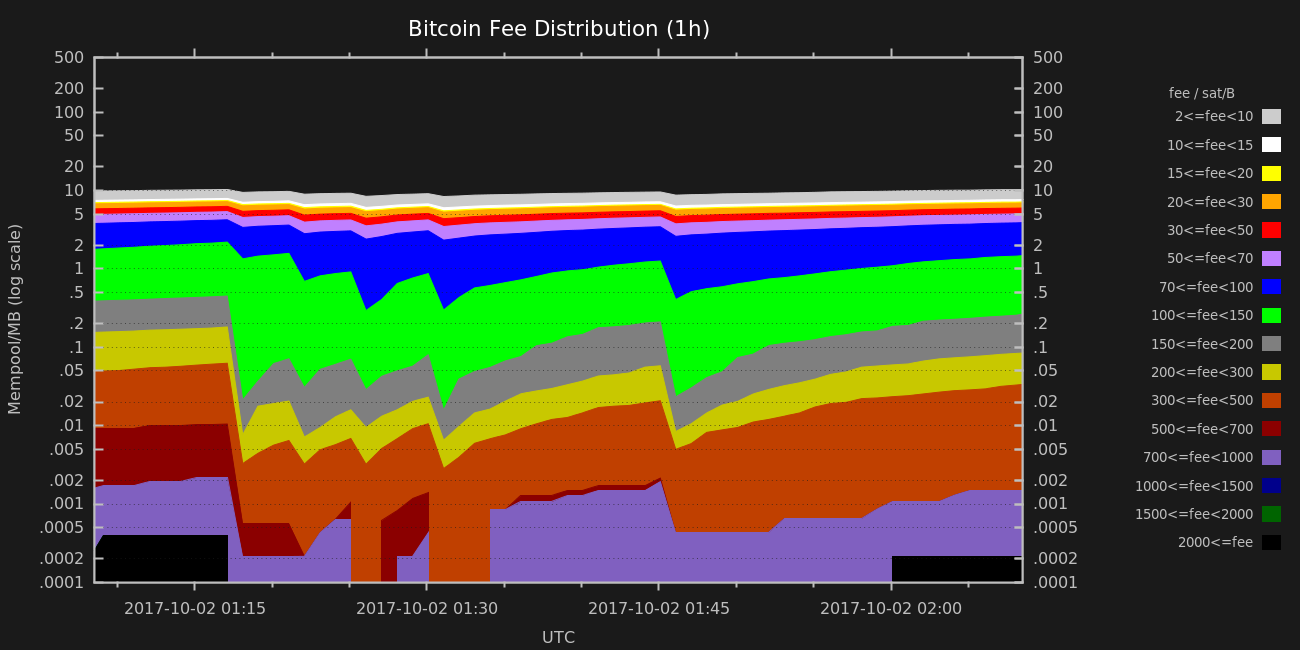 Bitcoin Fee Distribution (1h)
Mempool/MB (log scale)
500
200
100
50
20
10
5
2
1
.5
.2
.1
.05
.02
.01
.005
.002
.001
.0005
.0002
.0001
500
200
100
50
20
10
5
2
1
.5
.2
.1
.05
.02
.01
.005
.002
.001
.0005
.0002
.0001
2017-10-02 01:15
2017-10-02 01:30
2017-10-02 01:45
2017-10-02 02:00
UTC
fee / sat/B
2<=fee<10
10<=fee<15
15<=fee<20
20<=fee<30
30<=fee<50
50<=fee<70
70<=fee<100
100<=fee<150
150<=fee<200
200<=fee<300
300<=fee<500
500<=fee<700
700<=fee<1000
1000<=fee<1500
1500<=fee<2000
2000<=fee